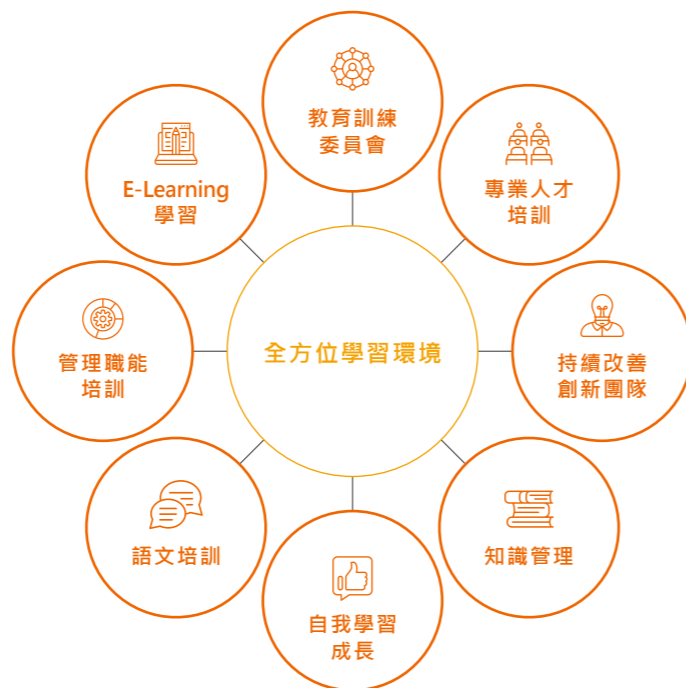 教育訓練
委員會
專業人才
培訓
持續改善
創新團隊
知識管理
自我學習
成長
語文培訓
管理職能
培訓
E-Learning
學習
全方位學習環境